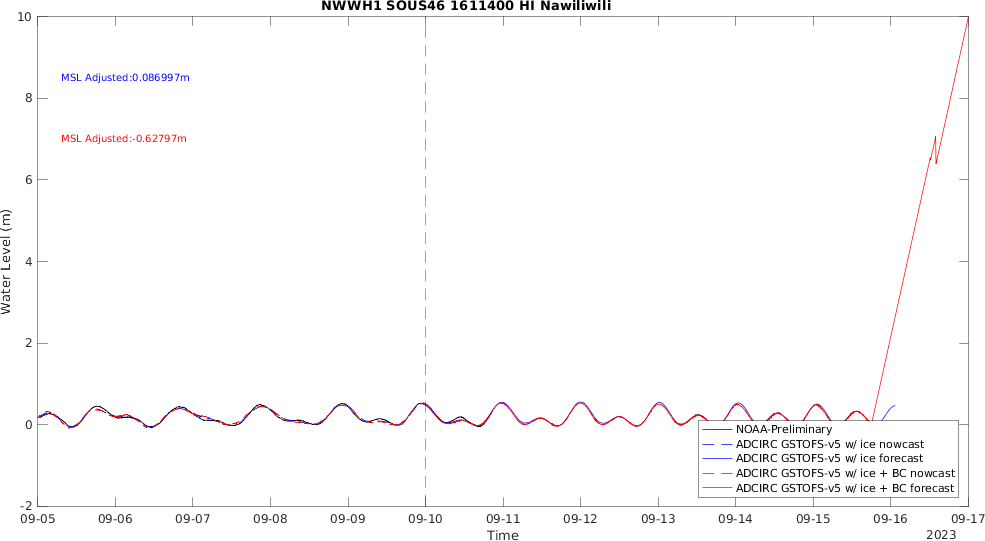 NWWH1 SOUS46 1611400 HI Nawiliwili
10
8
6
4
2
0
-2
Water Level (m)
MSL Adjusted:0.086997m
MSL Adjusted:-0.62797m
NOAA-Preliminary
ADCIRC GSTOFS-v5 w/ ice nowcast
ADCIRC GSTOFS-v5 w/ ice forecast
ADCIRC GSTOFS-v5 w/ ice + BC nowcast
ADCIRC GSTOFS-v5 w/ ice + BC forecast
09-05 09-06 09-07 09-08 09-09 09-10 09-11 09-12 09-13 09-14 09-15 09-16 09-17
Time
2023